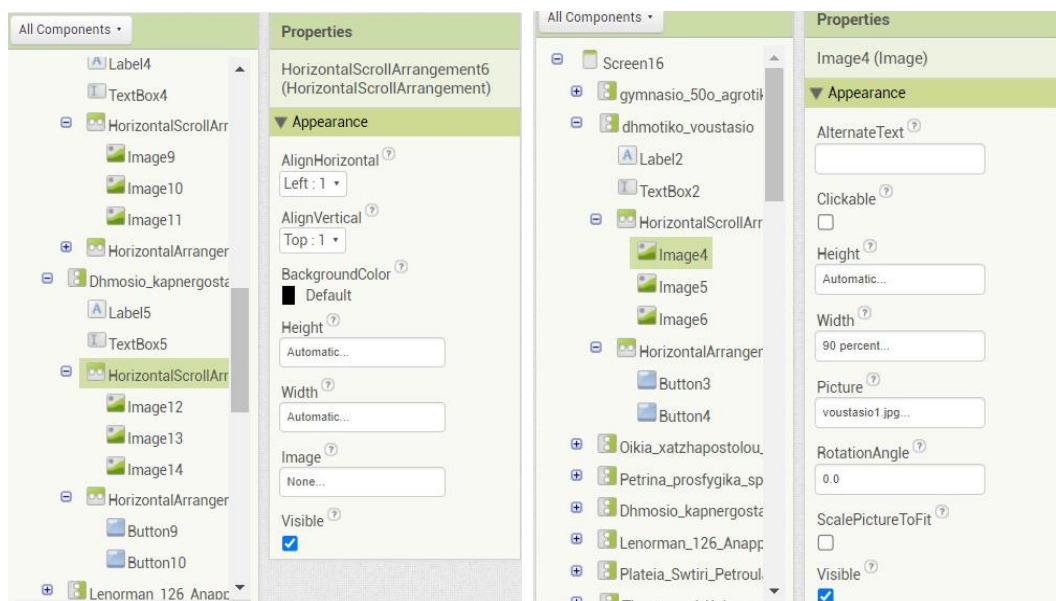 All Components
Label4
TextBox4
HorizontalScrollArr
Image9
Image10
Image11
HorizontalArranger
Dhmosio_kapnergosta
Label5
TextBox5
HorizontalScrollArr
Image12
Image13
Image14
HorizontalArranger
Button9
Button10
Lenorman_126_Anapp
Properties
HorizontalScrollArrangement6
(HorizontalScrollArrangement)
Appearance
AlignHorizontal ?
Left : 1
AlignVertical ?
Top : 1
BackgroundColor ?
Default
Height ?
Automatic...
Width ?
Automatic...
Image ?
None...
Visible ?
All Components
Screen16
gymnasio_50o_agrotik
dhmotiko_voustasio
Label2
TextBox2
HorizontalScrollArr
Image4
Image5
Image6
HorizontalArranger
Button3
Button4
Oikia_xatzhapostolou_
Petrina_prosfygika_sp
Dhmosio_kapnergosta
Lenorman_126_Anapp
Plateia_Swtiri_Petroul
Properties
Image4 (Image)
Appearance
AlternateText ?
Clickable ?
Height ?
Automatic...
Width ?
90 percent...
Picture ?
voustasio1.jpg...
RotationAngle ?
0.0
ScalePictureToFit ?
Visible ?